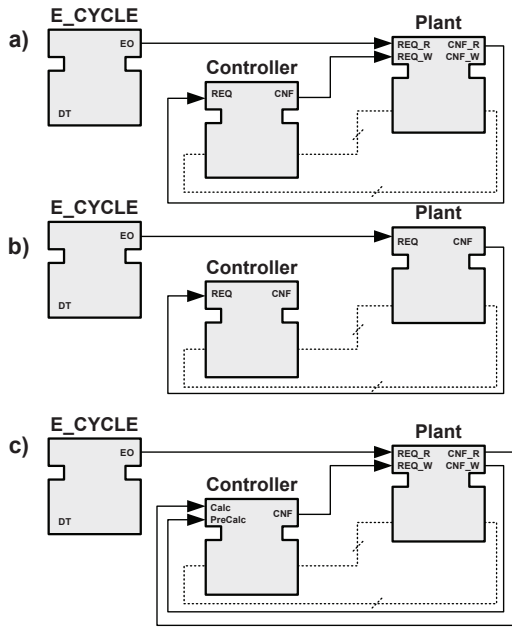 a)
E_CYCLE
EO
DT
Controller
REQ CNF
Plant
REQ_R CNF_R
REQ_W CNF_W
b)
E_CYCLE
EO
DT
Controller
REQ CNF
Plant
REQ CNF
c)
E_CYCLE
EO
DT
Controller
Calc CNF
PreCalc
Plant
REQ_R CNF_R
REQ_W CNF_W